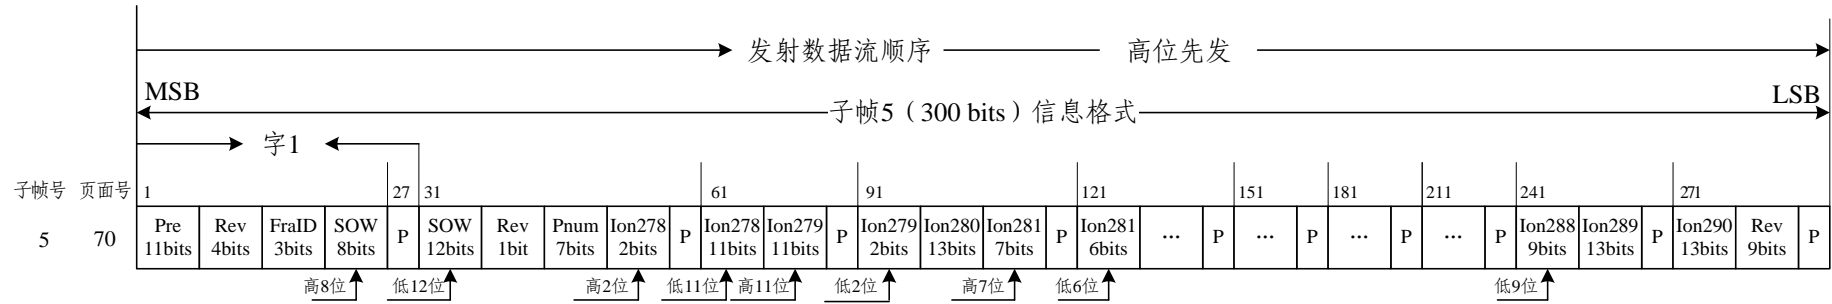 发射数据流顺序 高位先发
MSB LSB
子帧5（300 bits）信息格式
字1
子帧号 页面号 1 27 31 61 91 121 151 181 211 241 271
Pre Rev FraID SOW SOW Rev Pnum Ion278 Ion278 Ion279 Ion279 Ion280 Ion281 Ion281 Ion288 Ion289 Ion290 Rev
5 70 P P P P P ... P ... P ... P ... P P P
11bits 4bits 3bits 8bits 12bits 1bit 7bits 2bits 11bits 11bits 2bits 13bits 7bits 6bits 9bits 13bits 13bits 9bits
高8位 低12位 高2位 低11位 高11位 低2位 高7位 低6位 低9位